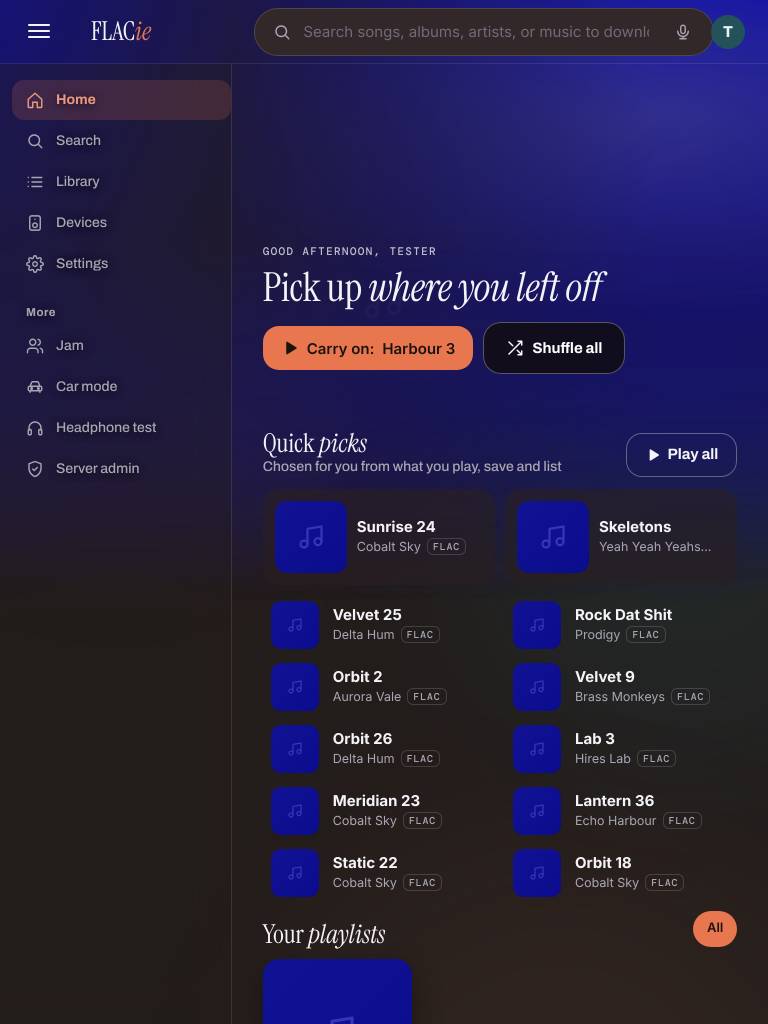 FLACie
Search songs, albums, artists, or music to downl
T
Home
Search
Library
Devices
Settings
More
Jam
Car mode
Headphone test
Server admin
GOOD AFTERNOON, TESTER
Pick up where you left off
Carry on: Harbour 3
Shuffle all
Quick picks
Chosen for you from what you play, save and list
Play all
Sunrise 24
Cobalt Sky FLAC
Skeletons
Yeah Yeah Yeahs...
Velvet 25
Delta Hum FLAC
Rock Dat Shit
Prodigy FLAC
Orbit 2
Aurora Vale FLAC
Velvet 9
Brass Monkeys FLAC
Orbit 26
Delta Hum FLAC
Lab 3
Hires Lab FLAC
Meridian 23
Cobalt Sky FLAC
Lantern 36
Echo Harbour FLAC
Static 22
Cobalt Sky FLAC
Orbit 18
Cobalt Sky FLAC
Your playlists
All